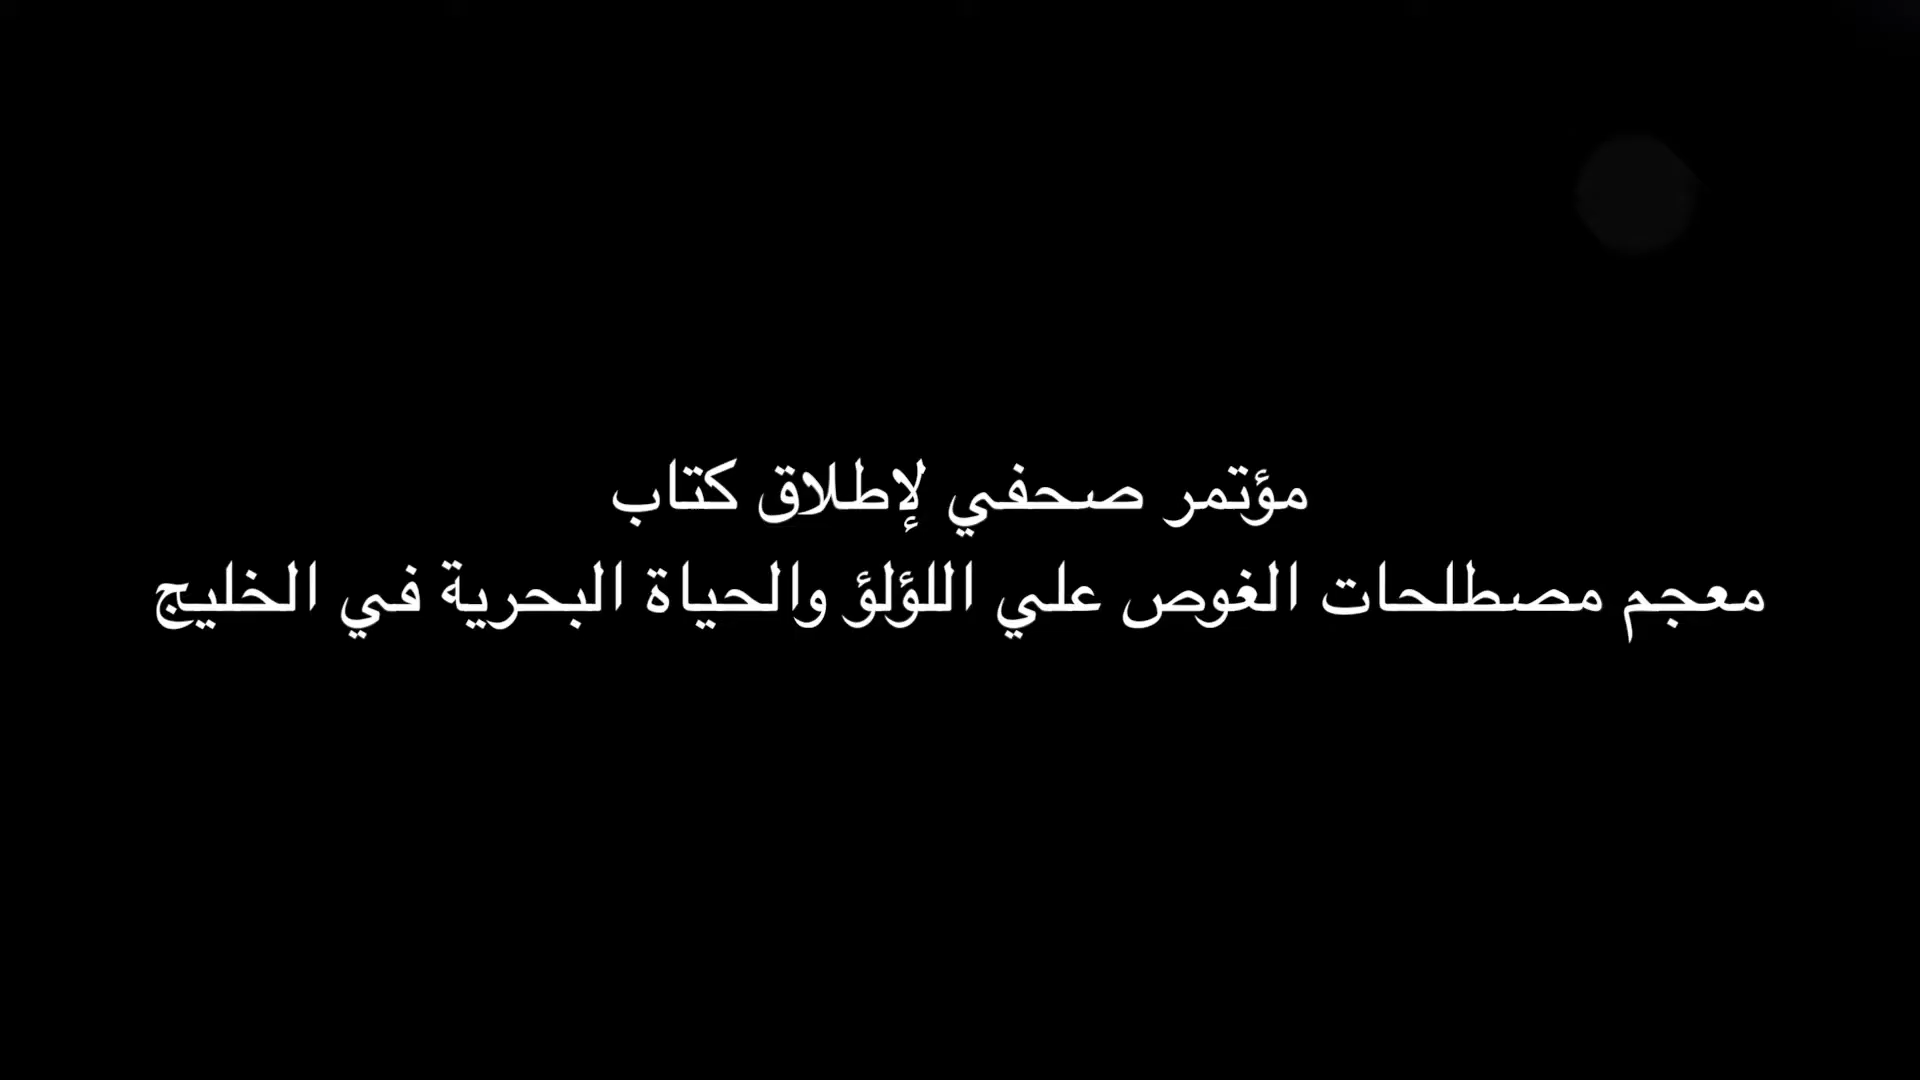 مؤتمر صحفي لإطلاق كتاب
معجم مصطلحات الغوص علي اللؤلؤ والحياة البحرية في الخليج